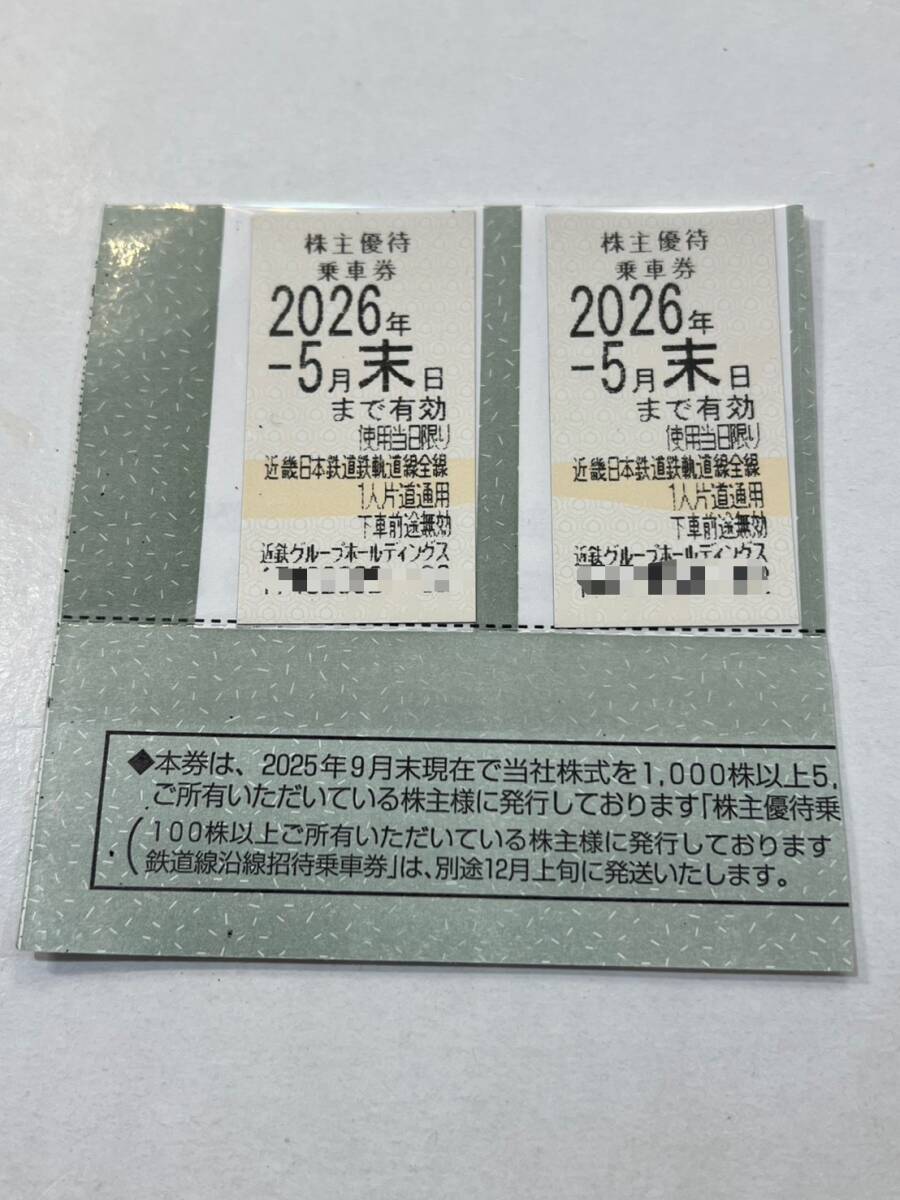 株主優待
乗車券
2026年
-5月末日
まで有効
使用当日限り
近畿日本鉄道鉄軌道線全線
1人片道通用
下車前途無効
近鉄グループホールディングス
株主優待
乗車券
2026年
-5月末日
まで有効
使用当日限り
近畿日本鉄道鉄軌道線全線
1人片道通用
下車前途無効
近鉄グループホールディングス
◆本券は、2025年9月末現在で当社株式を1,000株以上5,
ご所有いただいている株主様に発行しております「株主優待乗
(100株以上ご所有いただいている株主様に発行しております
鉄道線沿線招待乗車券」は、別途12月上旬に発送いたします。